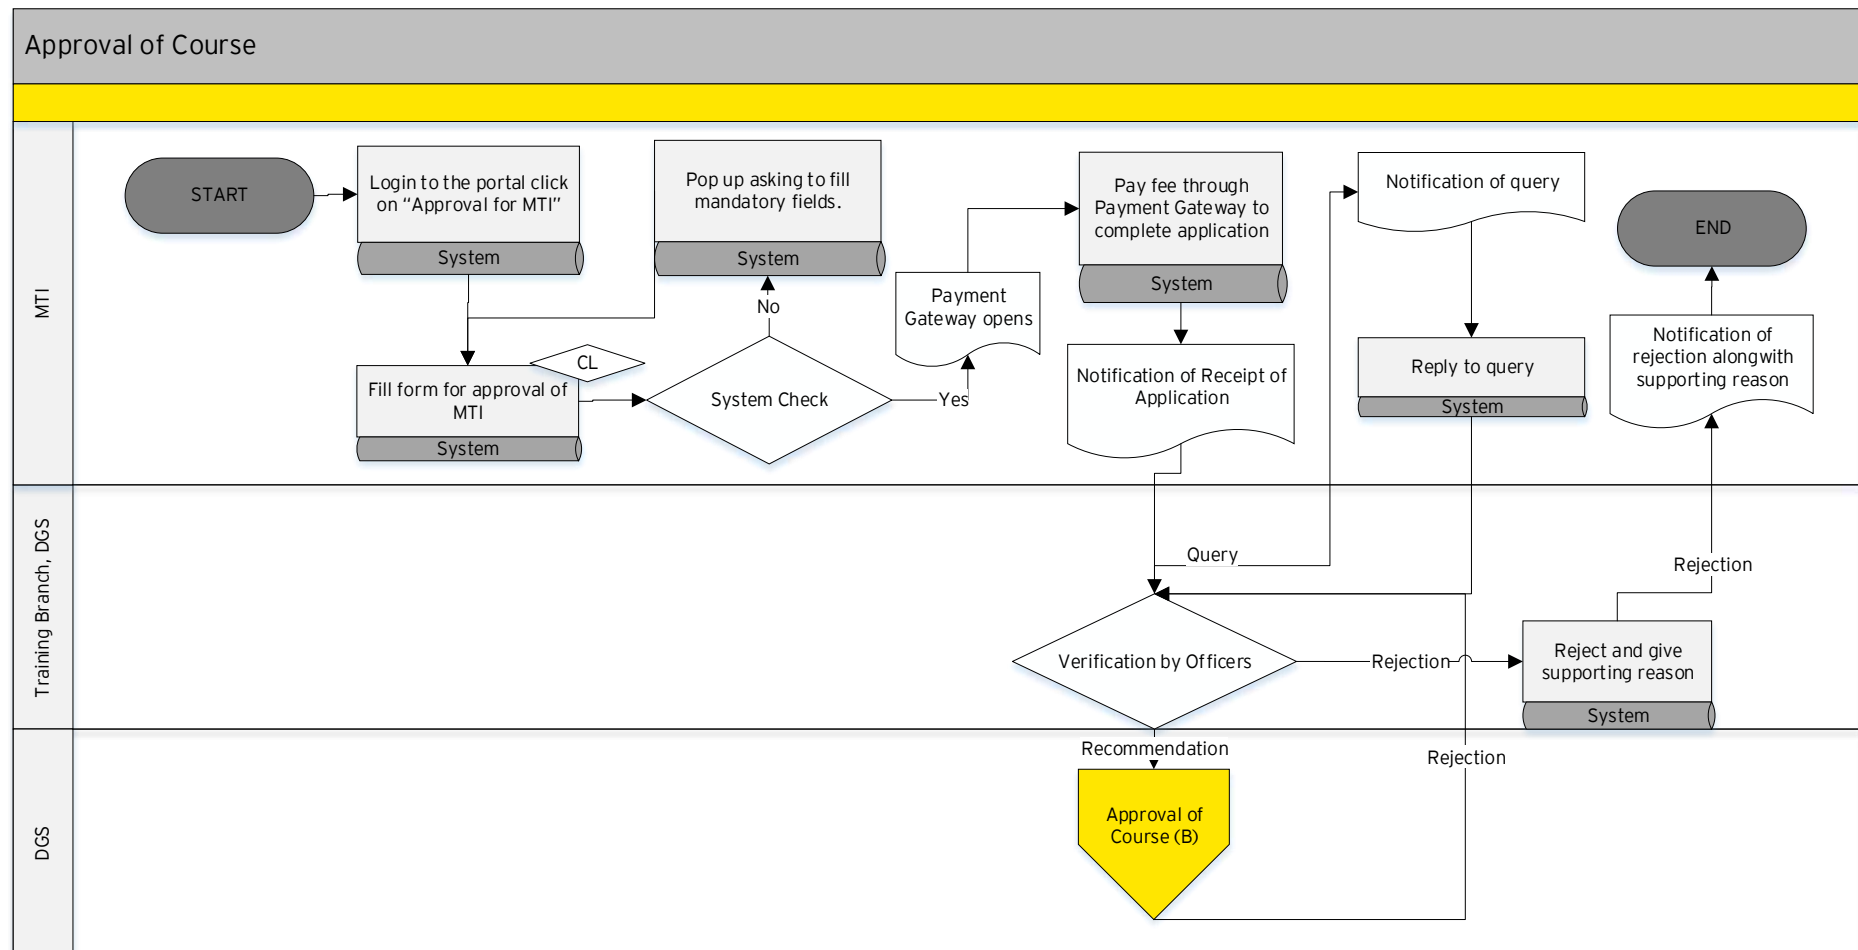 Approval of Course
MTI
START
Login to the portal click
on “Approval for MTI”
System
Pop up asking to fill
mandatory fields.
System
No
CL
Fill form for approval of
MTI
System
System Check
Yes
Payment
Gateway opens
Pay fee through
Payment Gateway to
complete application
System
Notification of Receipt of
Application
Notification of query
Reply to query
System
END
Notification of
rejection alongwith
supporting reason
Training Branch, DGS
Query
Verification by Officers
Rejection
Reject and give
supporting reason
System
Rejection
DGS
Recommendation
Rejection
Approval of
Course (B)